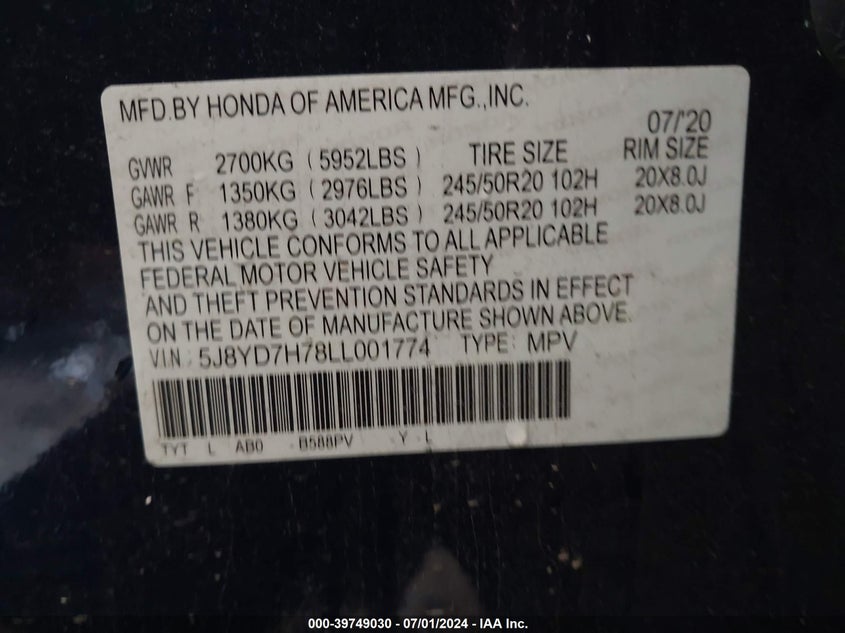 MFD.BY HONDA OF AMERICA MFG.,INC.
07/'20
GVWR 2700KG (5952LBS) TIRE SIZE RIM SIZE
GAWR F 1350KG (2976LBS) 245/50R20 102H 20X8.0J
GAWR R 1380KG (3042LBS) 245/50R20 102H 20X8.0J
THIS VEHICLE CONFORMS TO ALL APPLICABLE
FEDERAL MOTOR VEHICLE SAFETY
AND THEFT PREVENTION STANDARDS IN EFFECT
ON THE DATE OF MANUFACTURE SHOWN ABOVE.
VIN: 5J8YD7H78LL001774 TYPE: MPV
TYT L AB0 -B588PV -Y-L
000-39749030 / 07/01/2024 - IAA Inc.